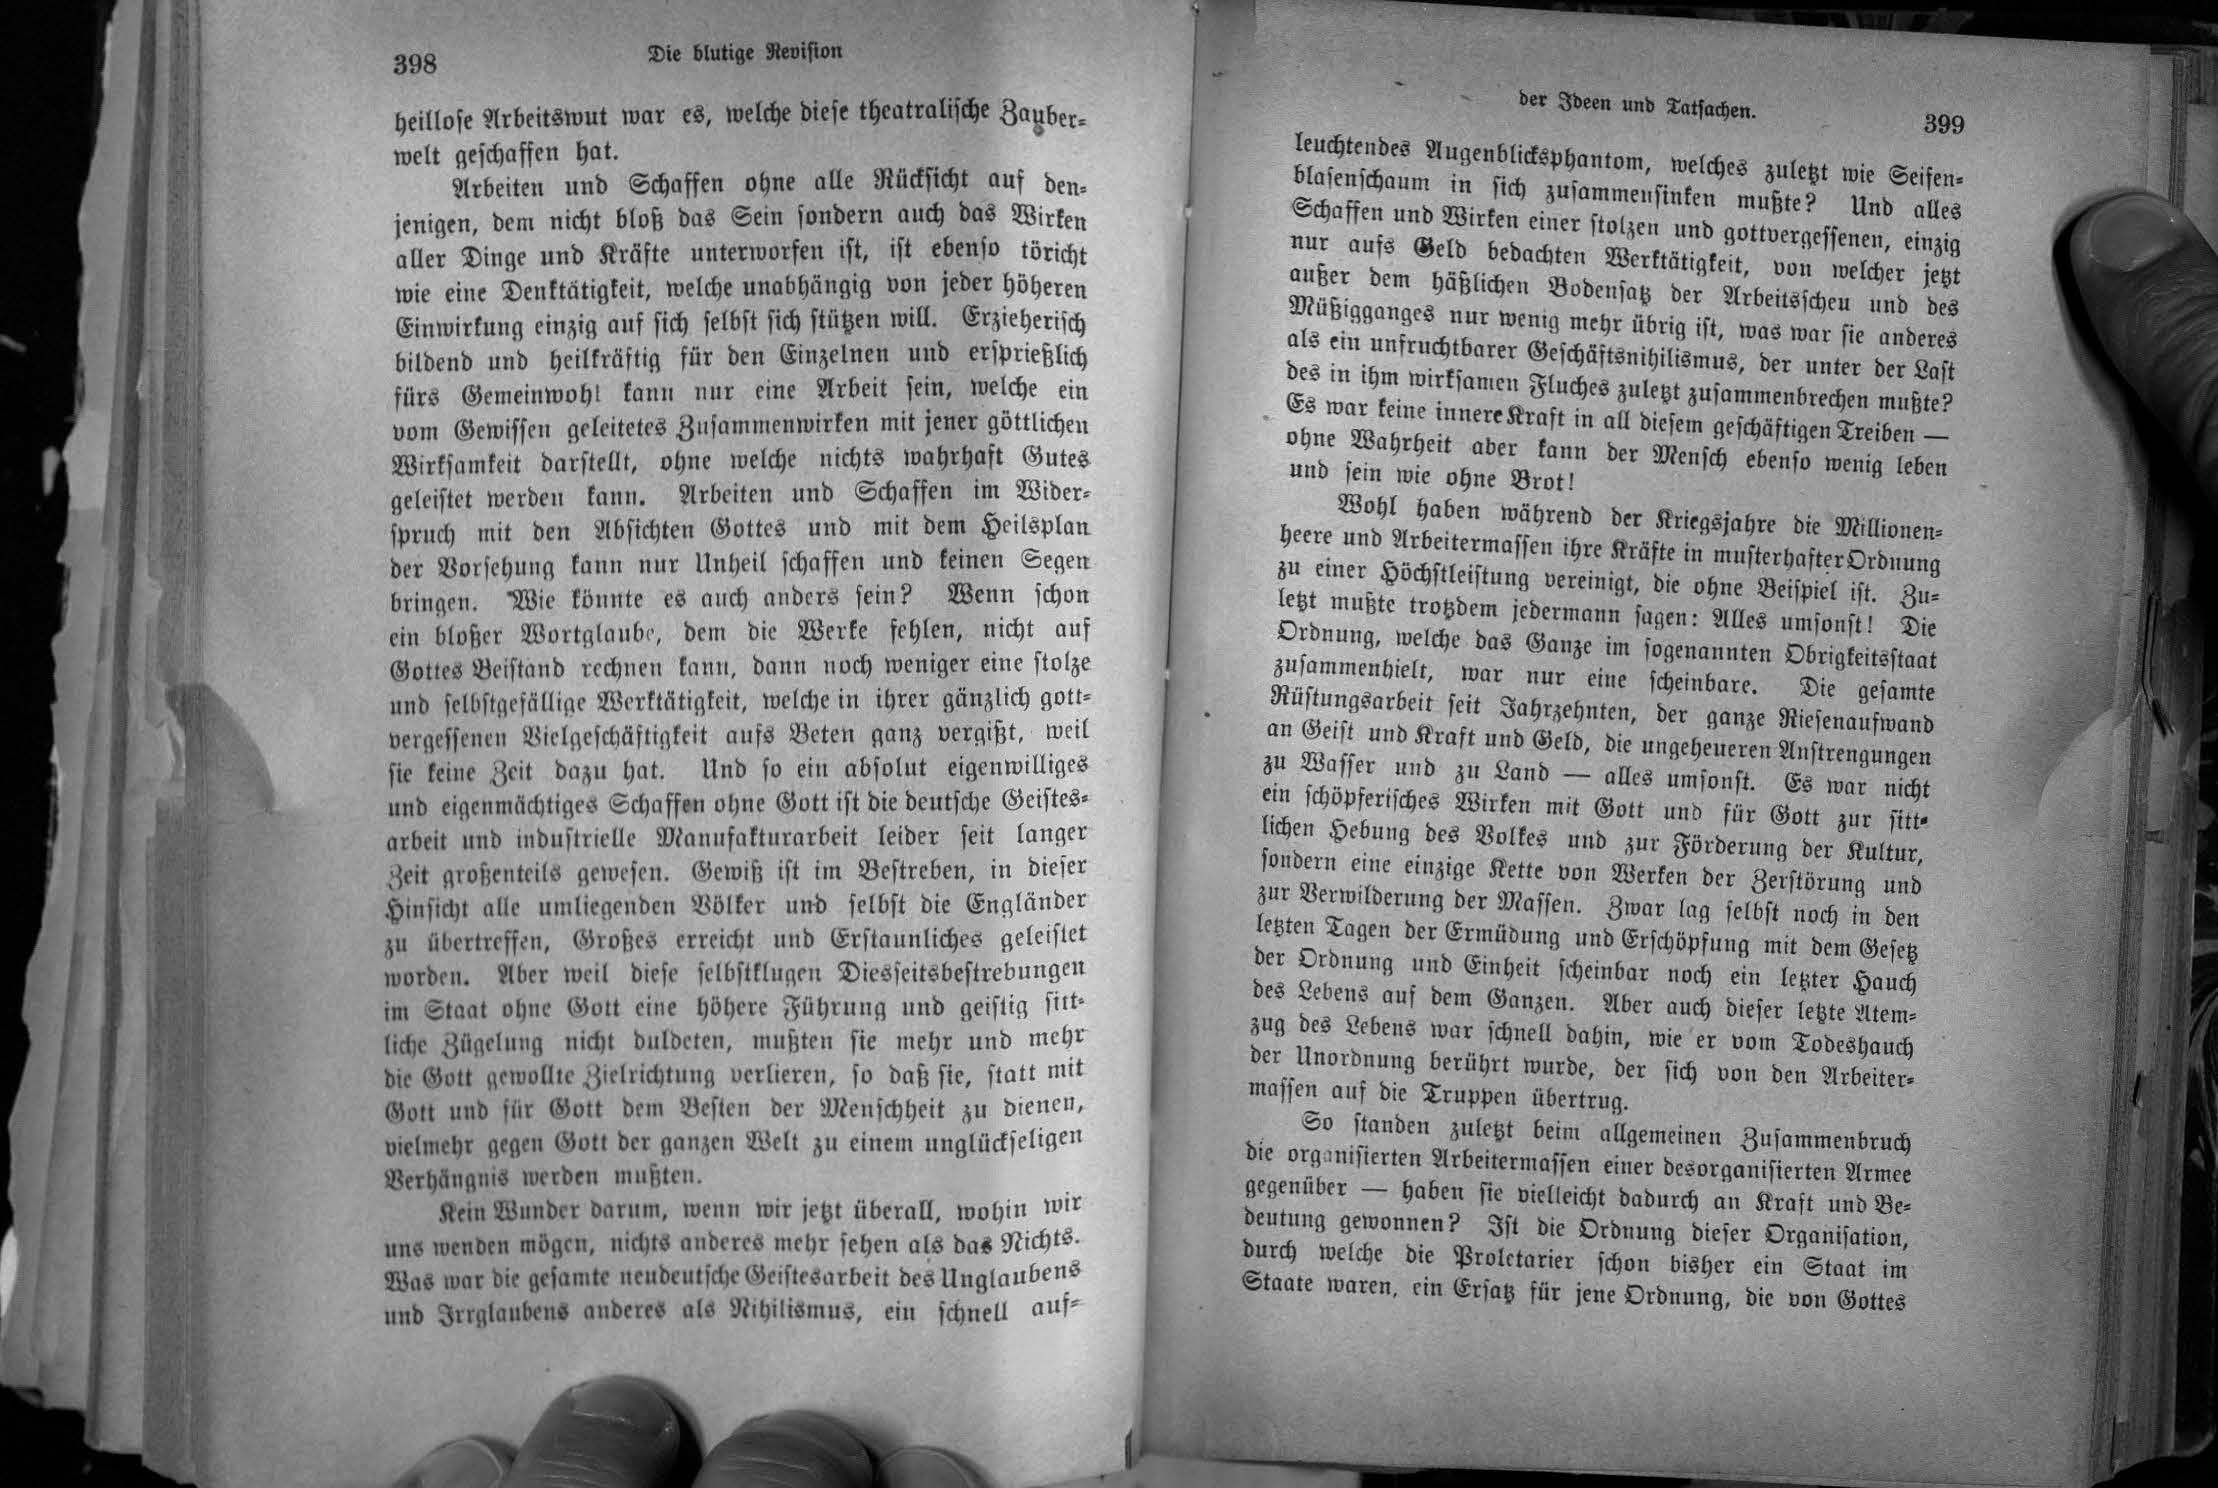 398
Die blutige Revision
heillose Arbeitswut war es, welche diese theatralische Zauber-
welt geschaffen hat.
Arbeiten und Schaffen ohne alle Rücksicht auf den-
jenigen, dem nicht bloß das Sein sondern auch das Wirken
aller Dinge und Kräfte unterworfen ist, ist ebenso töricht
wie eine Denktätigkeit, welche unabhängig von jeder höheren
Einwirkung einzig auf sich selbst sich stützen will. Erzieherisch
bildend und heilkräftig für den Einzelnen und ersprießlich
fürs Gemeinwohl kann nur eine Arbeit sein, welche ein
vom Gewissen geleitetes Zusammenwirken mit jener göttlichen
Wirksamkeit darstellt, ohne welche nichts wahrhaft Gutes
geleistet werden kann. Arbeiten und Schaffen im Wider-
spruch mit den Absichten Gottes und mit dem Heilsplan
der Vorsehung kann nur Unheil schaffen und keinen Segen
bringen. Wie könnte es auch anders sein? Wenn schon
ein bloßer Wortglaube, dem die Werke fehlen, nicht auf
Gottes Beistand rechnen kann, dann noch weniger eine stolze
und selbstgefällige Werktätigkeit, welche in ihrer gänzlich gott-
vergessenen Vielgeschäftigkeit aufs Beten ganz vergißt, weil
sie keine Zeit dazu hat. Und so ein absolut eigenwilliges
und eigenmächtiges Schaffen ohne Gott ist die deutsche Geistes-
arbeit und industrielle Manufakturarbeit leider seit langer
Zeit großenteils gewesen. Gewiß ist im Bestreben, in dieser
Hinsicht alle umliegenden Völker und selbst die Engländer
zu übertreffen, Großes erreicht und Erstaunliches geleistet
worden. Aber weil diese selbstklugen Diesseitsbestrebungen
im Staat ohne Gott eine höhere Führung und geistig sitt-
liche Zügelung nicht duldeten, mußten sie mehr und mehr
die Gott gewollte Zielrichtung verlieren, so daß sie, statt mit
Gott und für Gott dem Besten der Menschheit zu dienen,
vielmehr gegen Gott der ganzen Welt zu einem unglückseligen
Verhängnis werden mußten.
Kein Wunder darum, wenn wir jetzt überall, wohin wir
uns wenden mögen, nichts anderes mehr sehen als das Nichts.
Was war die gesamte neudeutsche Geistesarbeit des Unglaubens
und Irrglaubens anderes als Nihilismus, ein schnell auf-
der Ideen und Tatsachen.
399
leuchtendes Augenblicksphantom, welches zuletzt wie Seifen-
blasenschaum in sich zusammensinken mußte? Und alles
Schaffen und Wirken einer stolzen und gottvergessenen, einzig
nur aufs Geld bedachten Werktätigkeit, von welcher jetzt
außer dem häßlichen Bodensatz der Arbeitsscheu und des
Müßigganges nur wenig mehr übrig ist, was war sie anderes
als ein unfruchtbarer Geschäftsnihilismus, der unter der Last
des in ihm wirksamen Fluches zuletzt zusammenbrechen mußte?
Es war keine innere Kraft in all diesem geschäftigen Treiben —
ohne Wahrheit aber kann der Mensch ebenso wenig leben
und sein wie ohne Brot!
Wohl haben während der Kriegsjahre die Millionen-
heere und Arbeitermassen ihre Kräfte in musterhafter Ordnung
zu einer Höchstleistung vereinigt, die ohne Beispiel ist. Zu-
letzt mußte trotzdem jedermann sagen: Alles umsonst! Die
Ordnung, welche das Ganze im sogenannten Obrigkeitsstaat
zusammenhielt, war nur eine scheinbare. Die gesamte
Rüstungsarbeit seit Jahrzehnten, der ganze Riesenaufwand
an Geist und Kraft und Geld, die ungeheueren Anstrengungen
zu Wasser und zu Land — alles umsonst. Es war nicht
ein schöpferisches Wirken mit Gott und für Gott zur sitt-
lichen Hebung des Volkes und zur Förderung der Kultur,
sondern eine einzige Kette von Werken der Zerstörung und
zur Verwilderung der Massen. Zwar lag selbst noch in den
letzten Tagen der Ermüdung und Erschöpfung mit dem Gesetz
der Ordnung und Einheit scheinbar noch ein letzter Hauch
des Lebens auf dem Ganzen. Aber auch dieser letzte Atem-
zug des Lebens war schnell dahin, wie er vom Todeshauch
der Unordnung berührt wurde, der sich von den Arbeiter-
massen auf die Truppen übertrug.
So standen zuletzt beim allgemeinen Zusammenbruch
die organisierten Arbeitermassen einer desorganisierten Armee
gegenüber — haben sie vielleicht dadurch an Kraft und Be-
deutung gewonnen? Ist die Ordnung dieser Organisation,
durch welche die Proletarier schon bisher ein Staat im
Staate waren, ein Ersatz für jene Ordnung, die von Gottes